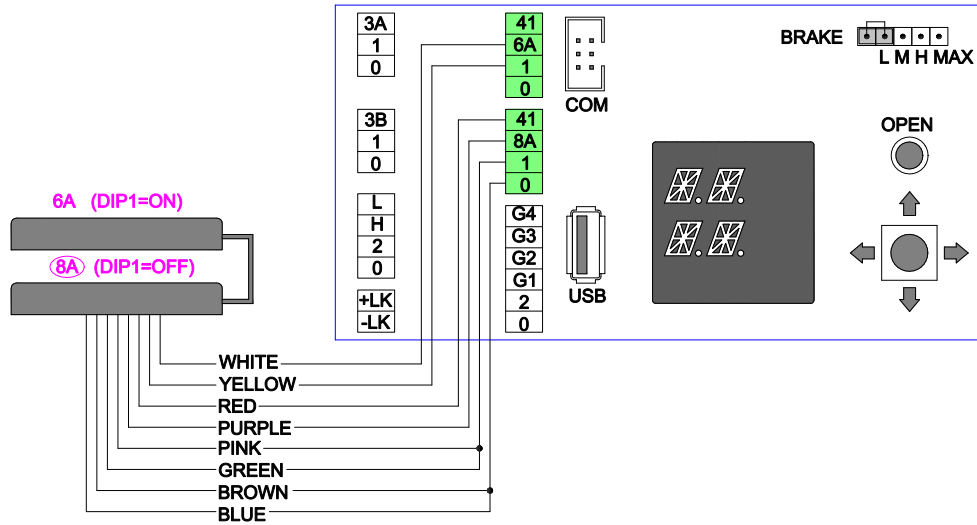 3A
1
0
3B
1
0
L
H
2
0
+LK
-LK
41
6A
1
0
41
8A
1
0
G4
G3
G2
G1
2
0
COM
USB
BRAKE
L M H MAX
OPEN
6A (DIP1=ON)
8A (DIP1=OFF)
WHITE
YELLOW
RED
PURPLE
PINK
GREEN
BROWN
BLUE